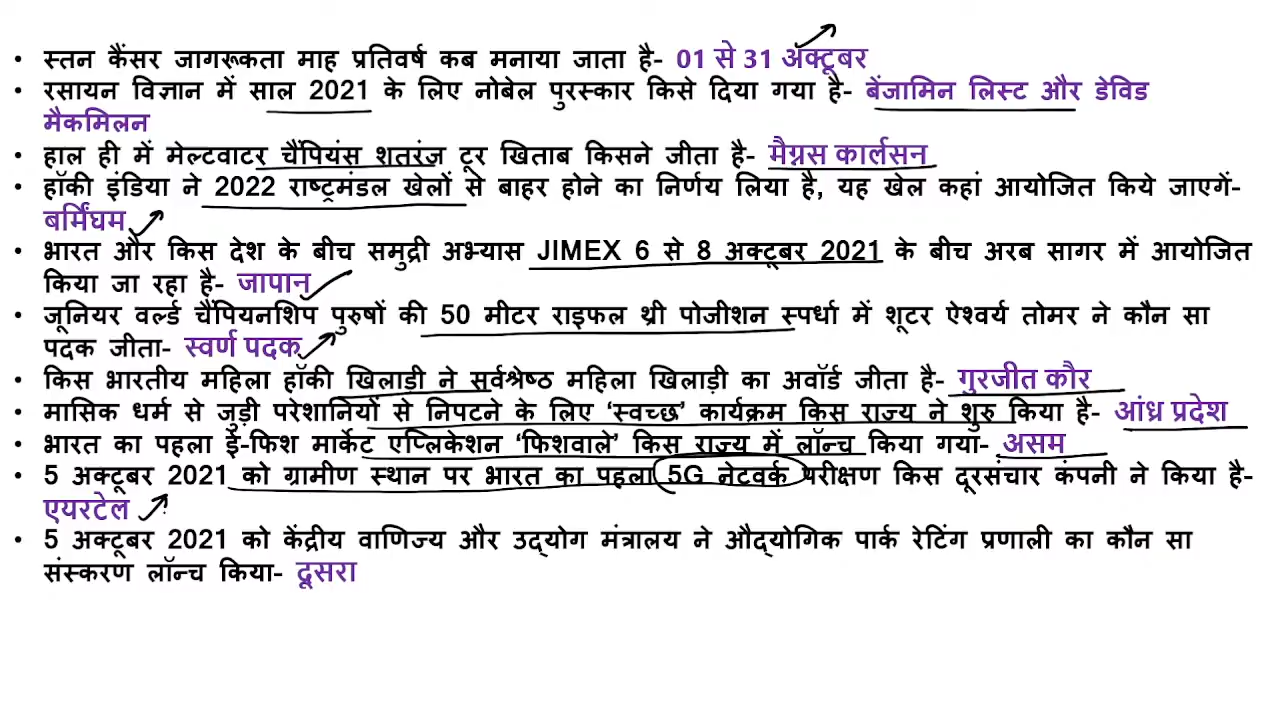 • स्तन कैंसर जागरूकता माह प्रतिवर्ष कब मनाया जाता है- 01 से 31 अक्टूबर
• रसायन विज्ञान में साल 2021 के लिए नोबेल पुरस्कार किसे दिया गया है- बेंजामिन लिस्ट और डेविड
मैकमिलन
• हाल ही में मेल्टवाटर चैंपियंस शतरंज टूर खिताब किसने जीता है- मैग्नस कार्लसन
• हॉकी इंडिया ने 2022 राष्ट्रमंडल खेलों से बाहर होने का निर्णय लिया है, यह खेल कहां आयोजित किये जाएगें-
बर्मिंघम
• भारत और किस देश के बीच समुद्री अभ्यास JIMEX 6 से 8 अक्टूबर 2021 के बीच अरब सागर में आयोजित
किया जा रहा है- जापान
• जूनियर वर्ल्ड चैंपियनशिप पुरुषों की 50 मीटर राइफल थ्री पोजीशन स्पर्धा में शूटर ऐश्वर्य तोमर ने कौन सा
पदक जीता- स्वर्ण पदक
• किस भारतीय महिला हॉकी खिलाड़ी ने सर्वश्रेष्ठ महिला खिलाड़ी का अवॉर्ड जीता है- गुरजीत कौर
• मासिक धर्म से जुड़ी परेशानियों से निपटने के लिए ‘स्वच्छ’ कार्यक्रम किस राज्य ने शुरु किया है- आंध्र प्रदेश
• भारत का पहला ई-फिश मार्केट एप्लिकेशन ‘फिशवाले’ किस राज्य में लॉन्च किया गया- असम
• 5 अक्टूबर 2021 को ग्रामीण स्थान पर भारत का पहला 5G नेटवर्क परीक्षण किस दूरसंचार कंपनी ने किया है-
एयरटेल
• 5 अक्टूबर 2021 को केंद्रीय वाणिज्य और उद्योग मंत्रालय ने औद्योगिक पार्क रेटिंग प्रणाली का कौन सा
संस्करण लॉन्च किया- दूसरा